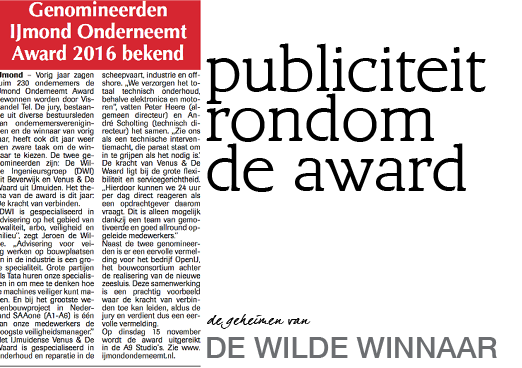 Genomineerden
IJmond Onderneemt
Award 2016 bekend
IJmond – Vorig jaar zagen
ruim 230 ondernemers de
IJmond Onderneemt Award
gewonnen worden door Vis-
handel Tel. De jury, bestaan-
de uit diverse bestuursleden
van ondernemersverenigin-
gen en de winnaar van vorig
jaar, heeft ook dit jaar weer
een zware taak om de win-
naar te kiezen. De twee ge-
nomineerden zijn: De Wil-
de Ingenieursgroep (DWI)
uit Beverwijk en Venus & De
Waard uit IJmuiden. Het the-
ma van de award is dit jaar:
De kracht van verbinden.
DWI is gespecialiseerd in
advisering op het gebied van
kwaliteit, arbo, veiligheid en
milieu", zegt Jeroen de Wil-
de. „Advisering voor vei-
lig werken op bouwplaatsen
en in de industrie is een gro-
te specialiteit. Grote partijen
als Tata huren onze specialis-
ten in om mee te denken hoe
de machines veiliger kunt ma-
ken. En bij het grootste we-
genbouwproject in Neder-
land SAAone (A1-A6) is één
van onze medewerkers de
hoogste veiligheidsmanager."
Het IJmuidense Venus & De
Waard is gespecialiseerd in
onderhoud en reparatie in de
scheepvaart, industrie en off-
shore. „We verzorgen het to-
taal technisch onderhoud,
behalve elektronica en moto-
ren", vatten Peter Heere (al-
gemeen directeur) en An-
dré Scholting (technisch di-
recteur) het samen. „Zie ons
als een technische interven-
tiemacht, die paraat staat om
in te grijpen als het nodig is.
De kracht van Venus & De
Waard ligt bij de grote flexi-
biliteit en servicegerichtheid.
„Hierdoor kunnen we 24 uur
per dag direct reageren als
een opdrachtgever daarom
vraagt. Dit is alleen mogelijk
dankzij een team van gemo-
tiveerde en goed allround op-
geleide medewerkers."
Naast de twee genomineer-
den is er een eervolle vermel-
ding voor het bedrijf OpenIJ,
het bouwconsortium achter
de realisering van de nieuwe
zeesluis. Deze samenwerking
is een prachtig voorbeeld
waar de kracht van verbin-
den toe kan leiden, aldus de
jury en verdient dus een eer-
volle vermelding.
Op dinsdag 15 november
wordt de award uitgereikt
in de A9 Studio's. Zie www.
ijmondonderneemt.nl.
publiciteit
rondom
de award
de geheimen van
DE WILDE WINNAAR